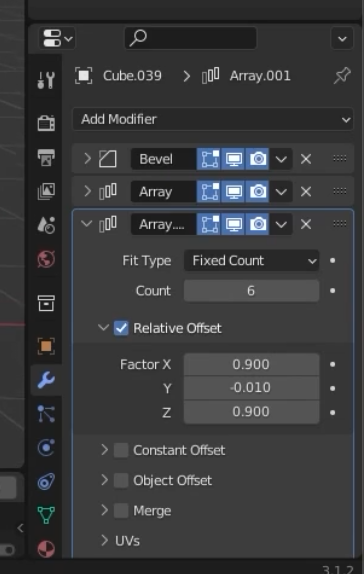 Cube.039 > Array.001
Add Modifier
Bevel
Array
Array....
Fit Type Fixed Count
Count 6
Relative Offset
Factor X 0.900
Y -0.010
Z 0.900
Constant Offset
Object Offset
Merge
UVs
3.1.2